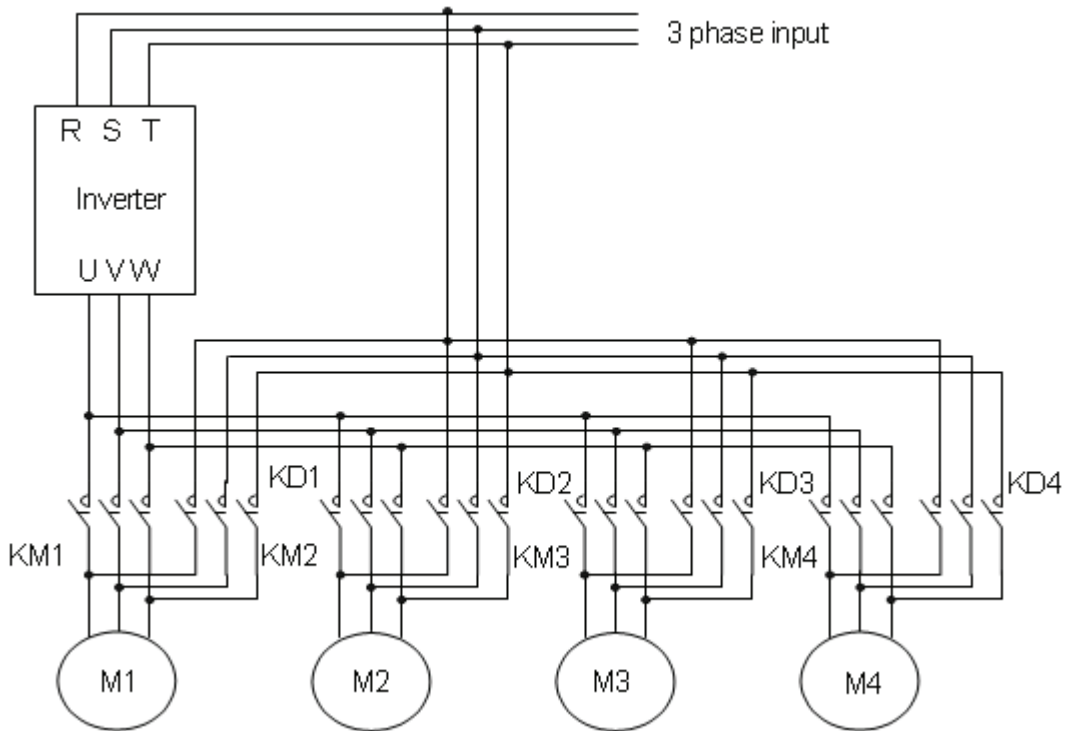 3 phase input
R S T
Inverter
U V W
KD1
KD2
KD3
KD4
KM1
KM2
KM3
KM4
M1
M2
M3
M4